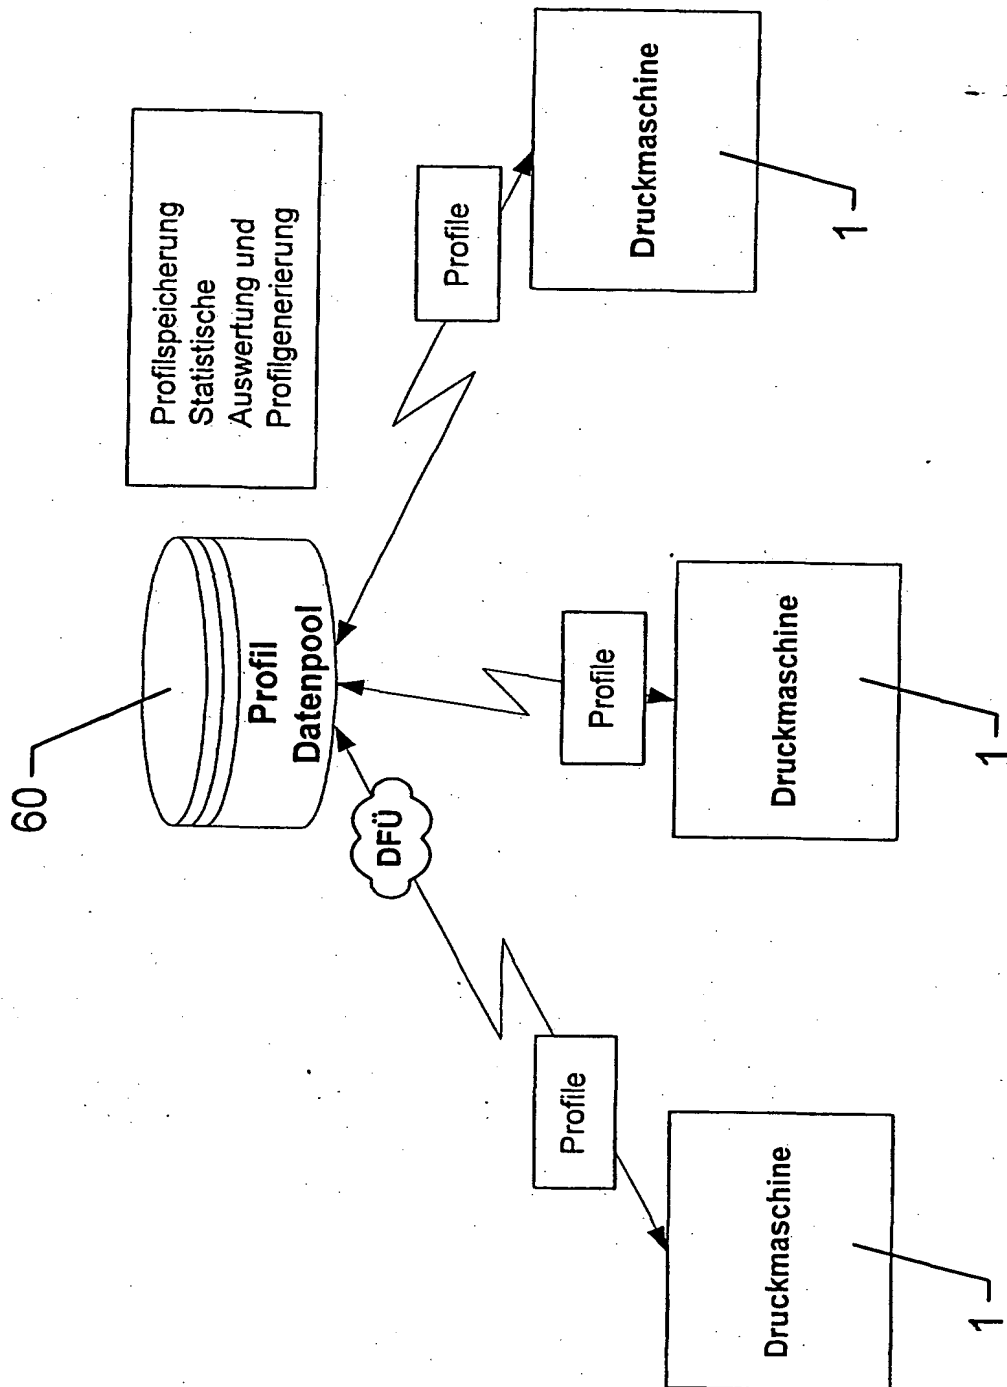 60
Profil
Datenpool
Profilspeicherung
Statistische
Auswertung und
Profilgenerierung
DFÜ
Profile
Profile
Profile
Druckmaschine
Druckmaschine
Druckmaschine
1
1
1